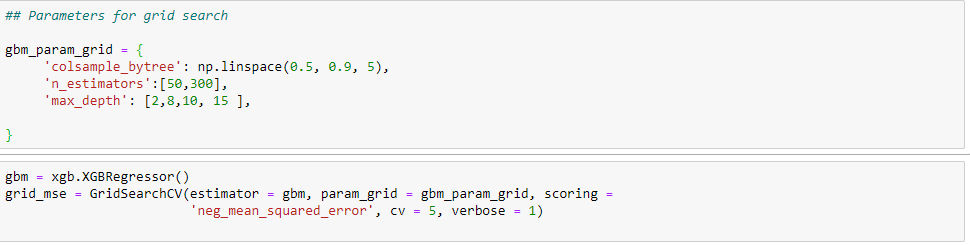 ## Parameters for grid search
gbm_param_grid = {
'colsample_bytree': np.linspace(0.5, 0.9, 5),
'n_estimators':[50,300],
'max_depth': [2,8,10, 15 ],
}
gbm = xgb.XGBRegressor()
grid_mse = GridSearchCV(estimator = gbm, param_grid = gbm_param_grid, scoring =
'neg_mean_squared_error', cv = 5, verbose = 1)